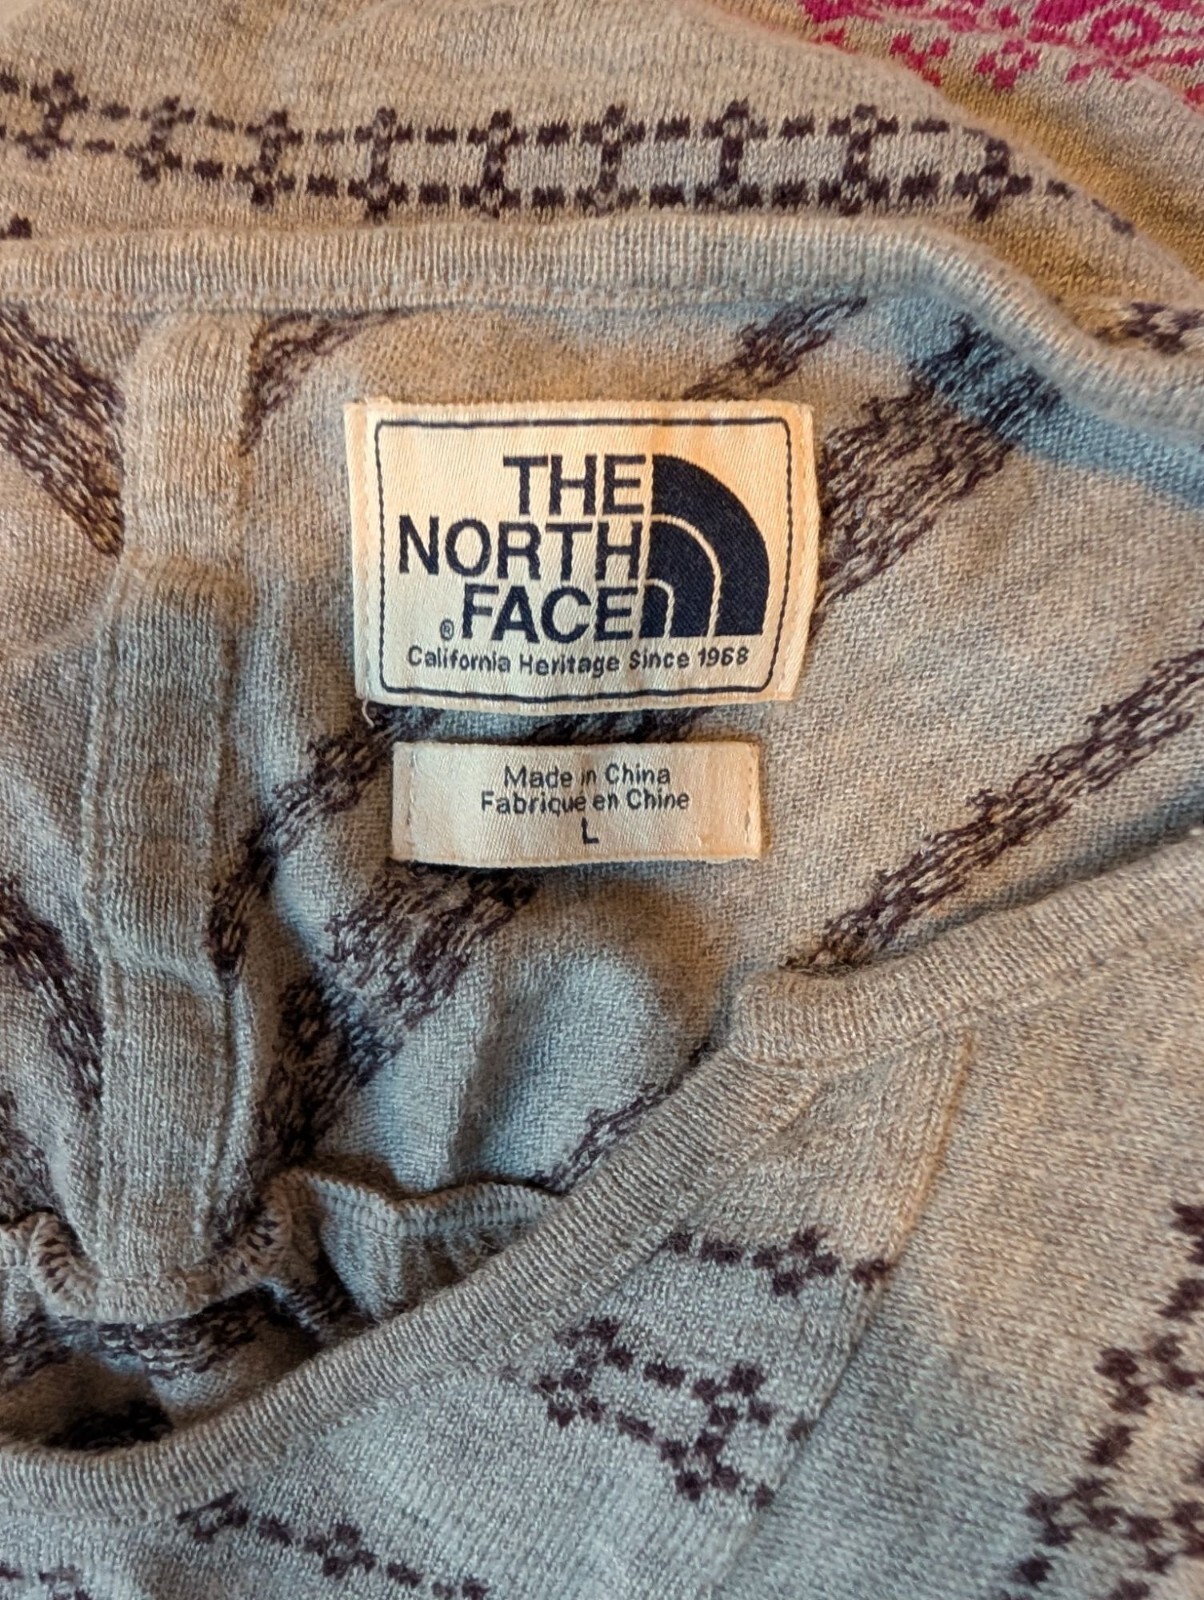 THE
NORTH
® FACE
California Heritage Since 1968
Made in China
Fabriqué en Chine
L